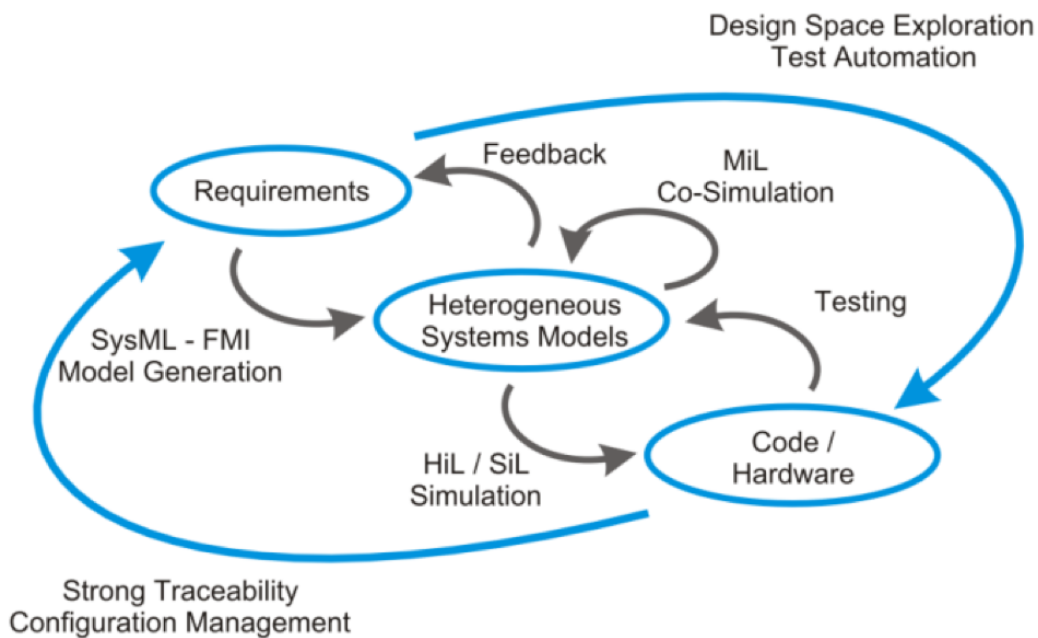 Design Space Exploration
Test Automation
Feedback
MiL
Co-Simulation
Requirements
Heterogeneous
Systems Models
Testing
SysML - FMI
Model Generation
Code /
Hardware
HiL / SiL
Simulation
Strong Traceability
Configuration Management